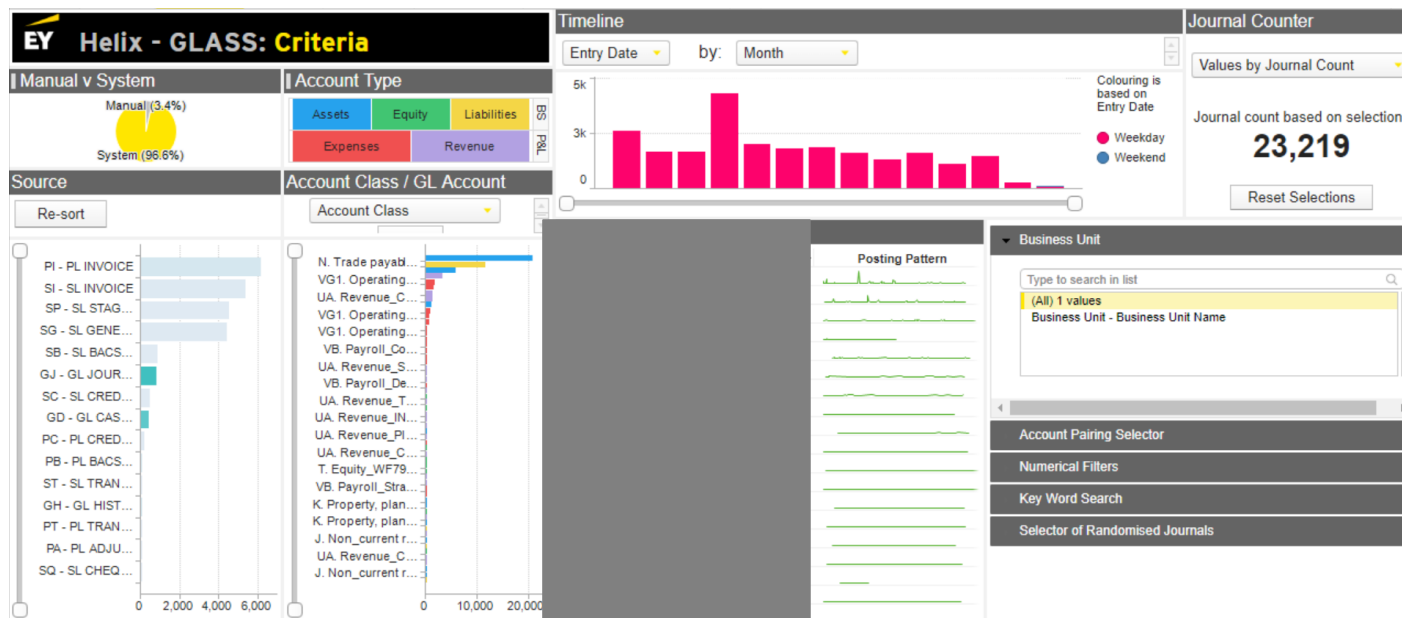 EY Helix - GLASS: Criteria
Manual v System
Manual (3.4%)
System (96.6%)
Account Type
Assets
Equity
Liabilities
BS
Expenses
Revenue
P&L
Timeline
Entry Date
by:
Month
5k
3k
0
Colouring is
based on
Entry Date
Weekday
Weekend
Journal Counter
Values by Journal Count
Journal count based on selection
23,219
Reset Selections
Source
Re-sort
PI - PL INVOICE
SI - SL INVOICE
SP - SL STAG...
SG - SL GENE...
SB - SL BACS...
GJ - GL JOUR...
SC - SL CRED...
GD - GL CAS...
PC - PL CRED...
PB - PL BACS...
ST - SL TRAN...
GH - GL HIST...
PT - PL TRAN...
PA - PL ADJU...
SQ - SL CHEQ...
0 2,000 4,000 6,000
Account Class / GL Account
Account Class
N. Trade payabl...
VG1. Operating...
UA. Revenue_C...
VG1. Operating...
VG1. Operating...
VB. Payroll_Co...
UA. Revenue_S...
VB. Payroll_De...
UA. Revenue_T...
UA. Revenue_IN...
UA. Revenue_PI...
UA. Revenue_C...
T. Equity_WF79...
VB. Payroll_Stra...
K. Property, plan...
K. Property, plan...
J. Non_current r...
UA. Revenue_C...
J. Non_current r...
0 10,000 20,000
Posting Pattern
Business Unit
Type to search in list
(All) 1 values
Business Unit - Business Unit Name
Account Pairing Selector
Numerical Filters
Key Word Search
Selector of Randomised Journals